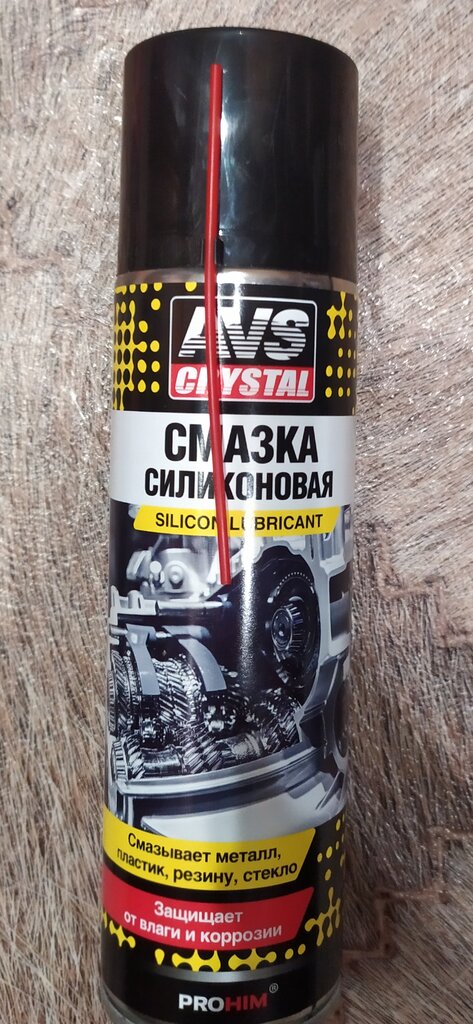 AVS
CRYSTAL
СМАЗКА
СИЛИКОНОВАЯ
SILICON LUBRICANT
Смазывает металл,
пластик, резину, стекло
Защищает
от влаги и коррозии
PROHIM®